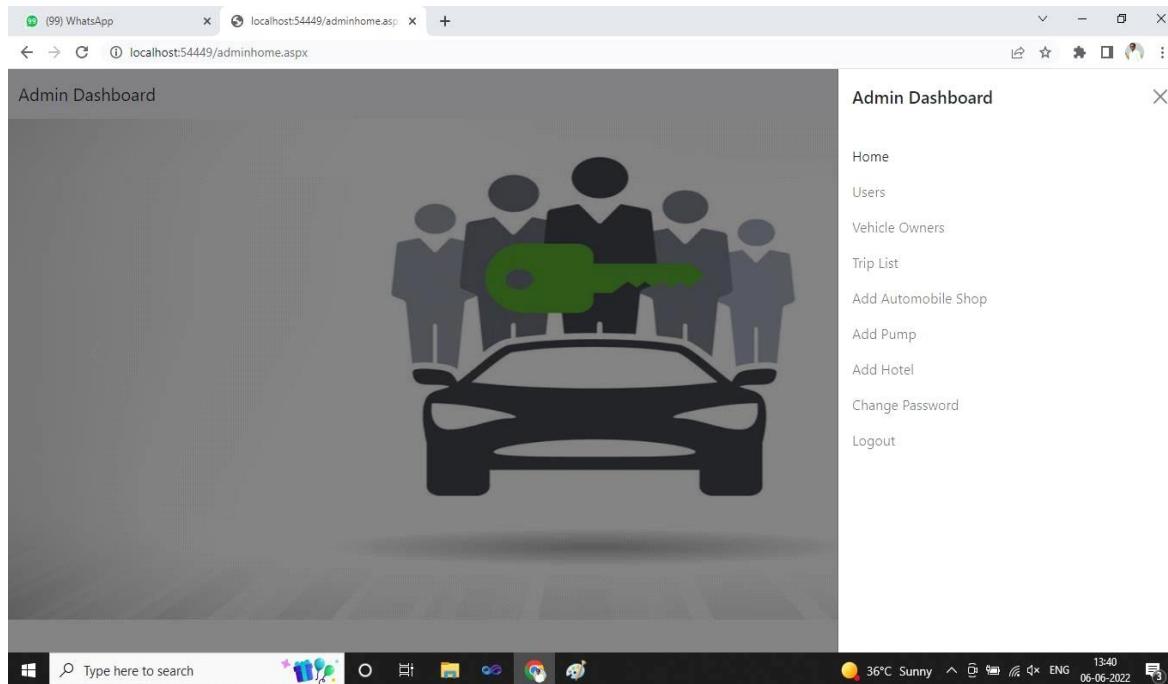 99 (99) WhatsApp
localhost:54449/adminhome.asp
localhost:54449/adminhome.aspx
Admin Dashboard
Admin Dashboard
Home
Users
Vehicle Owners
Trip List
Add Automobile Shop
Add Pump
Add Hotel
Change Password
Logout
Type here to search
36°C Sunny
ENG
13:40
06-06-2022
3